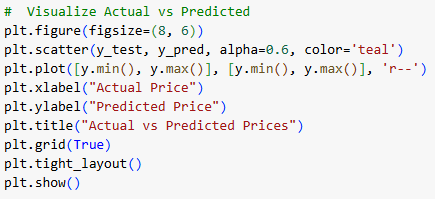 #  Visualize Actual vs Predicted
plt.figure(figsize=(8, 6))
plt.scatter(y_test, y_pred, alpha=0.6, color='teal')
plt.plot([y.min(), y.max()], [y.min(), y.max()], 'r--')
plt.xlabel("Actual Price")
plt.ylabel("Predicted Price")
plt.title("Actual vs Predicted Prices")
plt.grid(True)
plt.tight_layout()
plt.show()